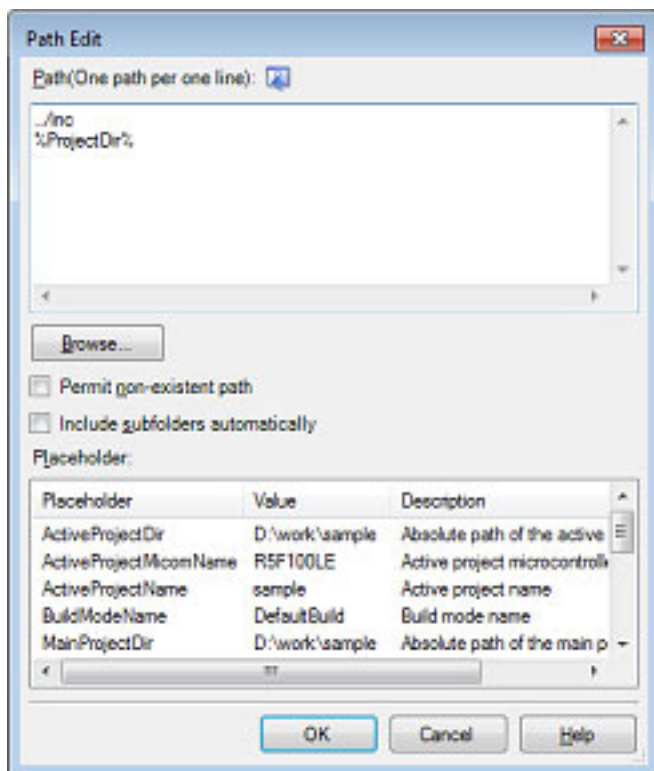 Path Edit
Path(One path per one line):
../inc
%ProjectDir%
Browse...
Permit non-existent path
Include subfolders automatically
Placeholder:
Placeholder Value Description
ActiveProjectDir D:\work\sample Absolute path of the active
ActiveProjectMicomName R5F100LE Active project microcontroll
ActiveProjectName sample Active project name
BuildModeName DefaultBuild Build mode name
MainProjectDir D:\work\sample Absolute path of the main p
OK Cancel Help